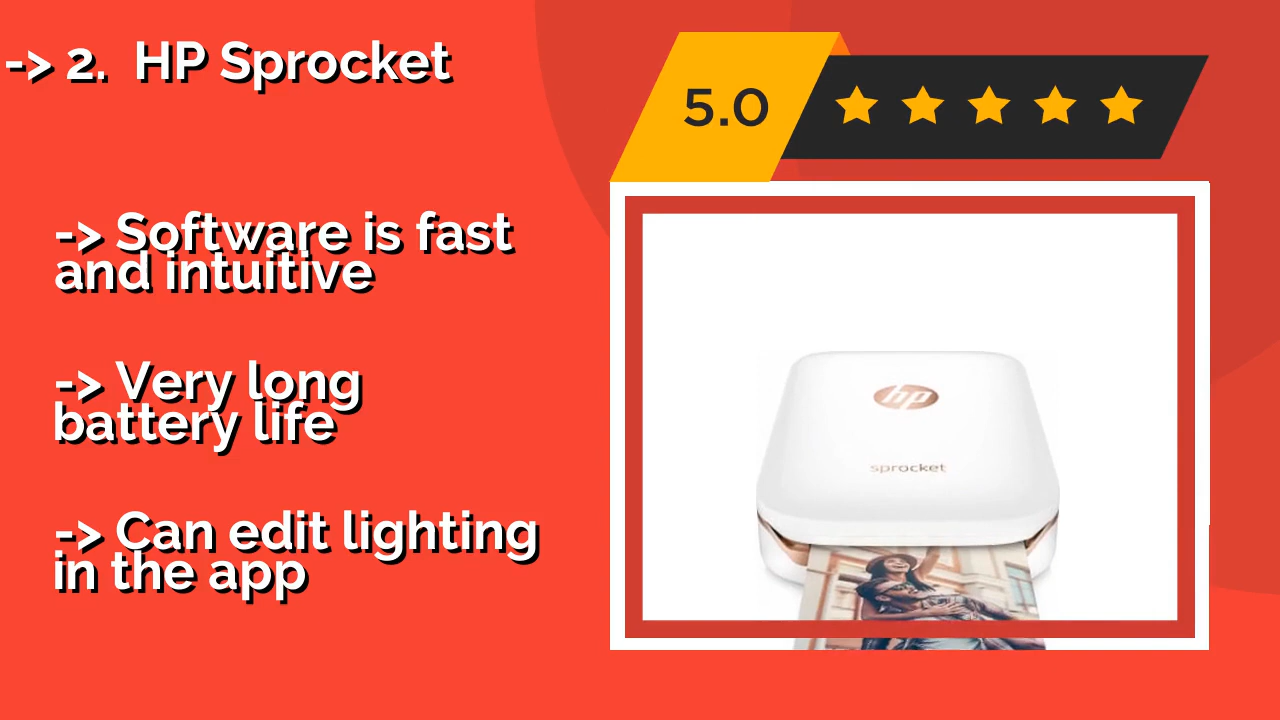 -> 2.  HP Sprocket
5.0
-> Software is fast
and intuitive
-> Very long
battery life
-> Can edit lighting
in the app
hp
sprocket